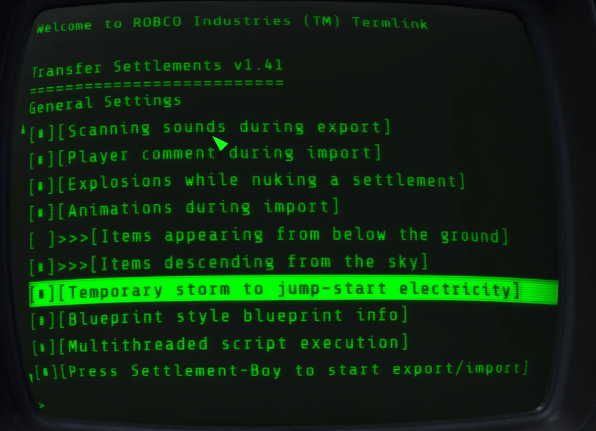 Welcome to ROBCO Industries (TM) Termlink
Transfer Settlements v1.41
==========================
General Settings
[*][Scanning sounds during export]
[*][Player comment during import]
[*][Explosions while nuking a settlement]
[*][Animations during import]
[ ]>>>[Items appearing from below the ground]
[*]>>>[Items descending from the sky]
[*][Temporary storm to jump-start electricity]
[*][Blueprint style blueprint info]
[*][Multithreaded script execution]
[*][Press Settlement-Boy to start export/import]
>